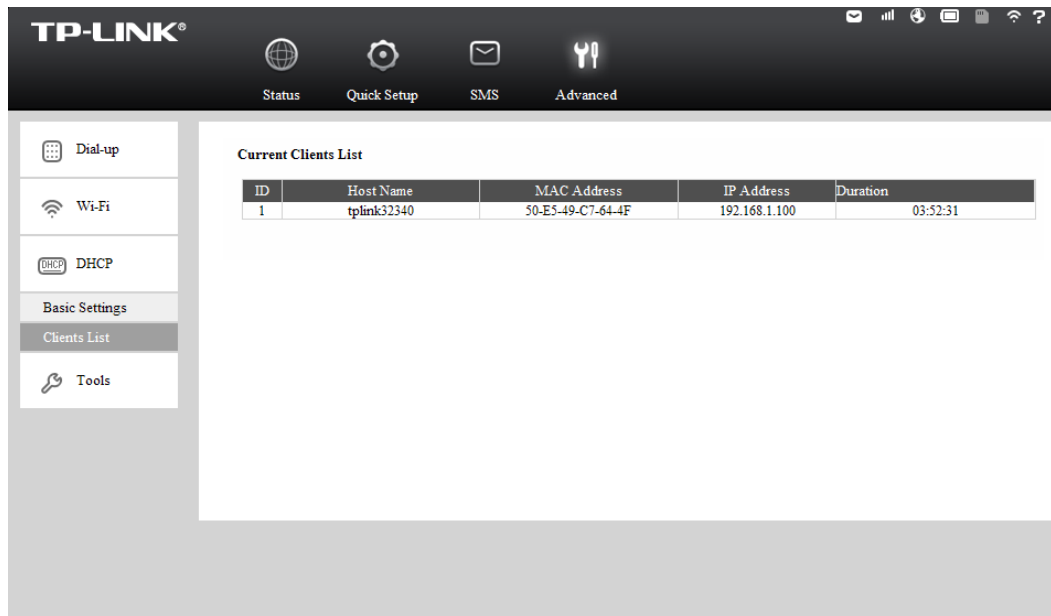 TP-LINK®
Status Quick Setup SMS Advanced
Dial-up
Wi-Fi
DHCP DHCP
Basic Settings
Clients List
Tools
Current Clients List
ID Host Name MAC Address IP Address Duration
1 tplink32340 50-E5-49-C7-64-4F 192.168.1.100 03:52:31